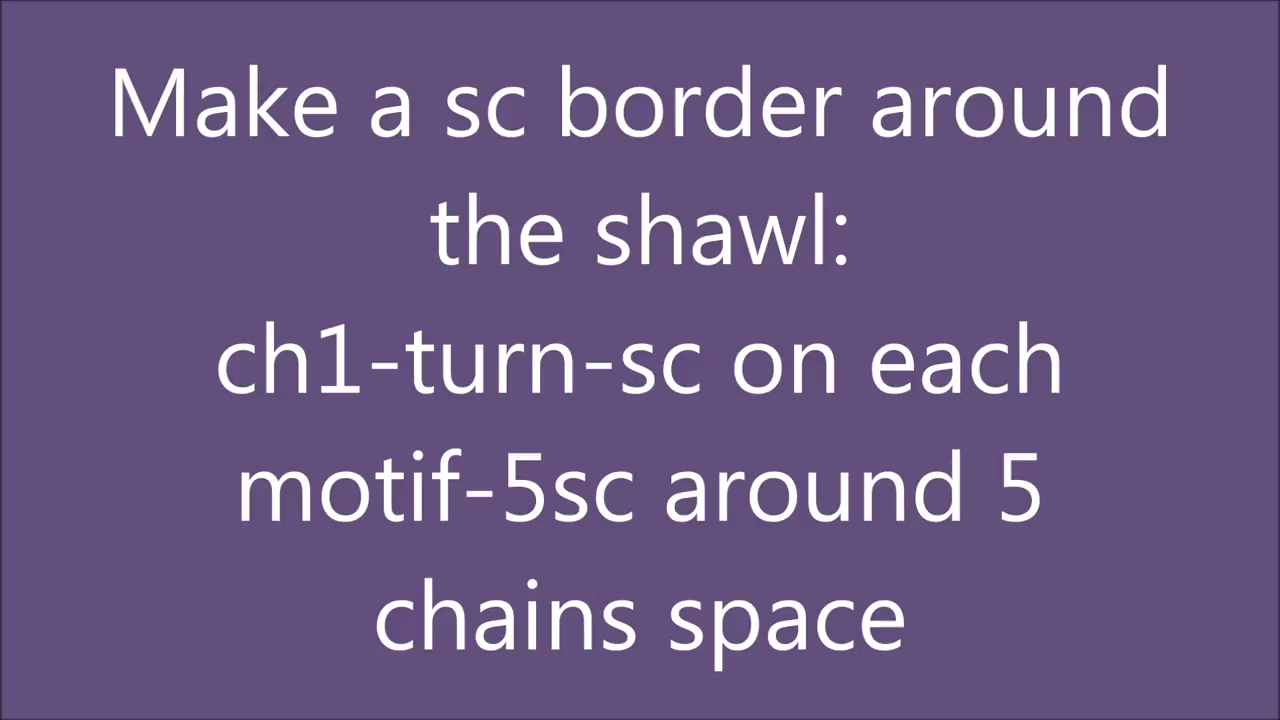 Make a sc border around
the shawl:
ch1-turn-sc on each
motif-5sc around 5
chains space